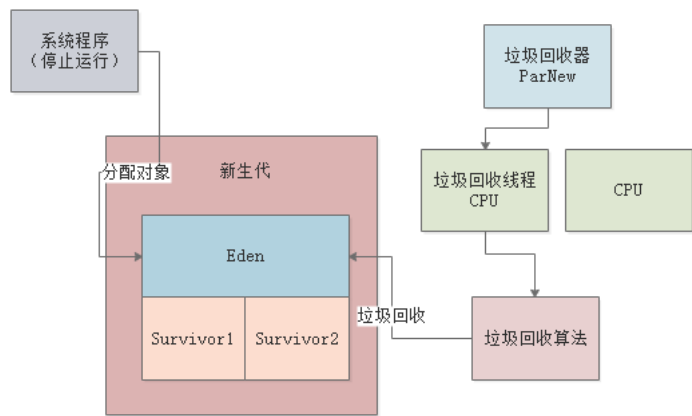 系统程序
（停止运行）
垃圾回收器
ParNew
分配对象
新生代
垃圾回收线程
CPU
CPU
Eden
Survivor1
Survivor2
垃圾回收
垃圾回收算法